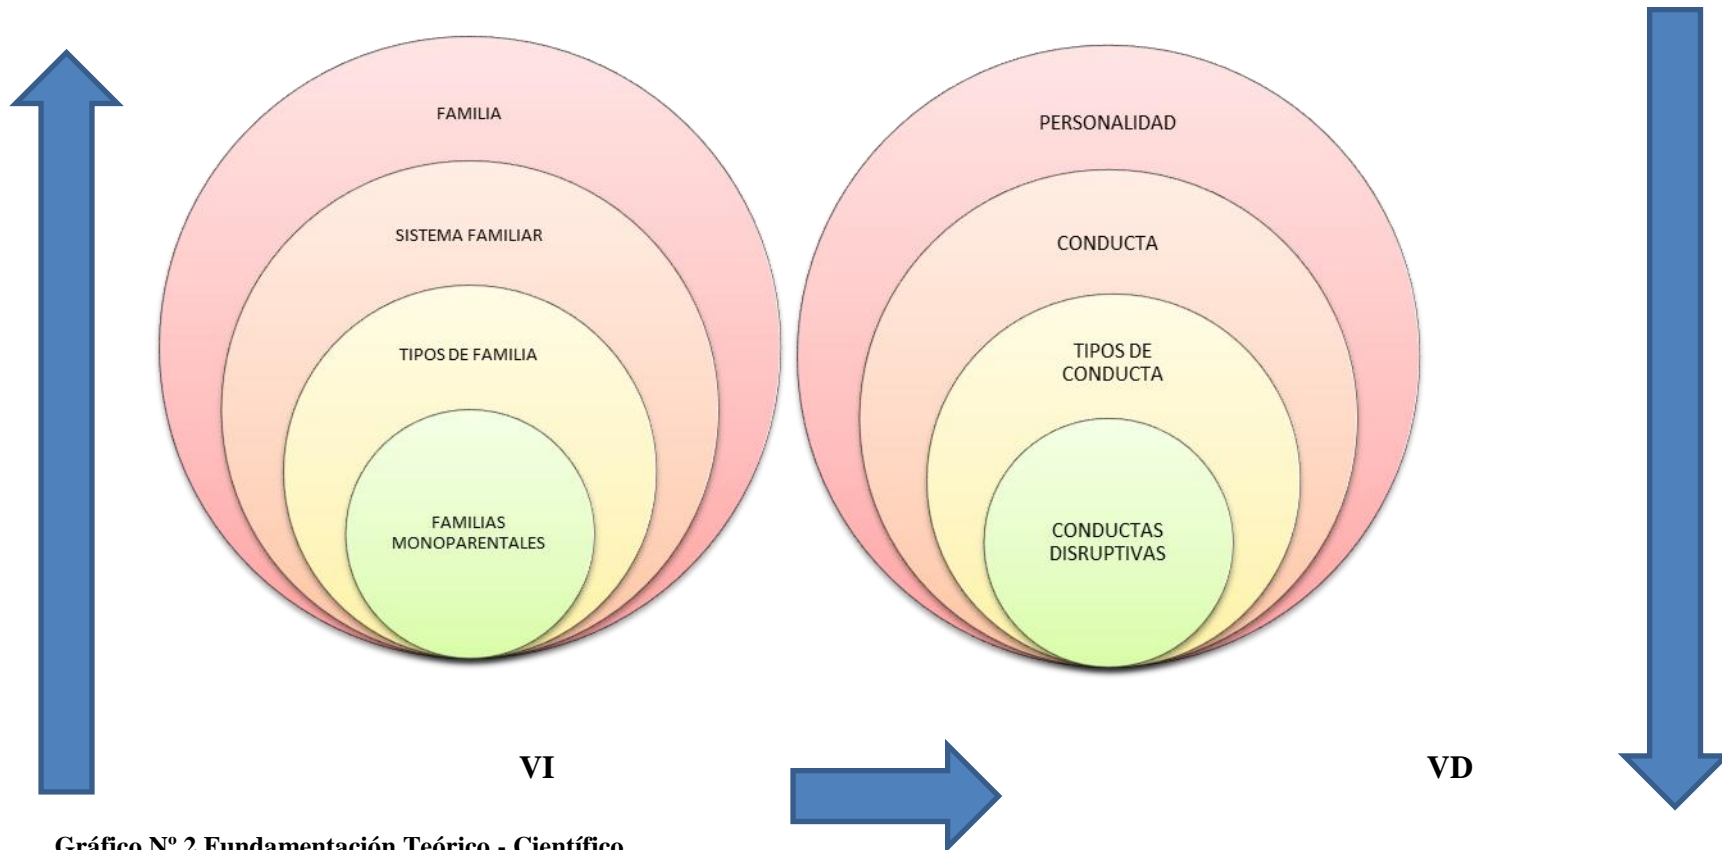 FAMILIA
SISTEMA FAMILIAR
TIPOS DE FAMILIA
FAMILIAS
MONOPARENTALES
PERSONALIDAD
CONDUCTA
TIPOS DE
CONDUCTA
CONDUCTAS
DISRUPTIVAS
VI
VD
Gráfico Nº 2 Fundamentación Teórico - Científico